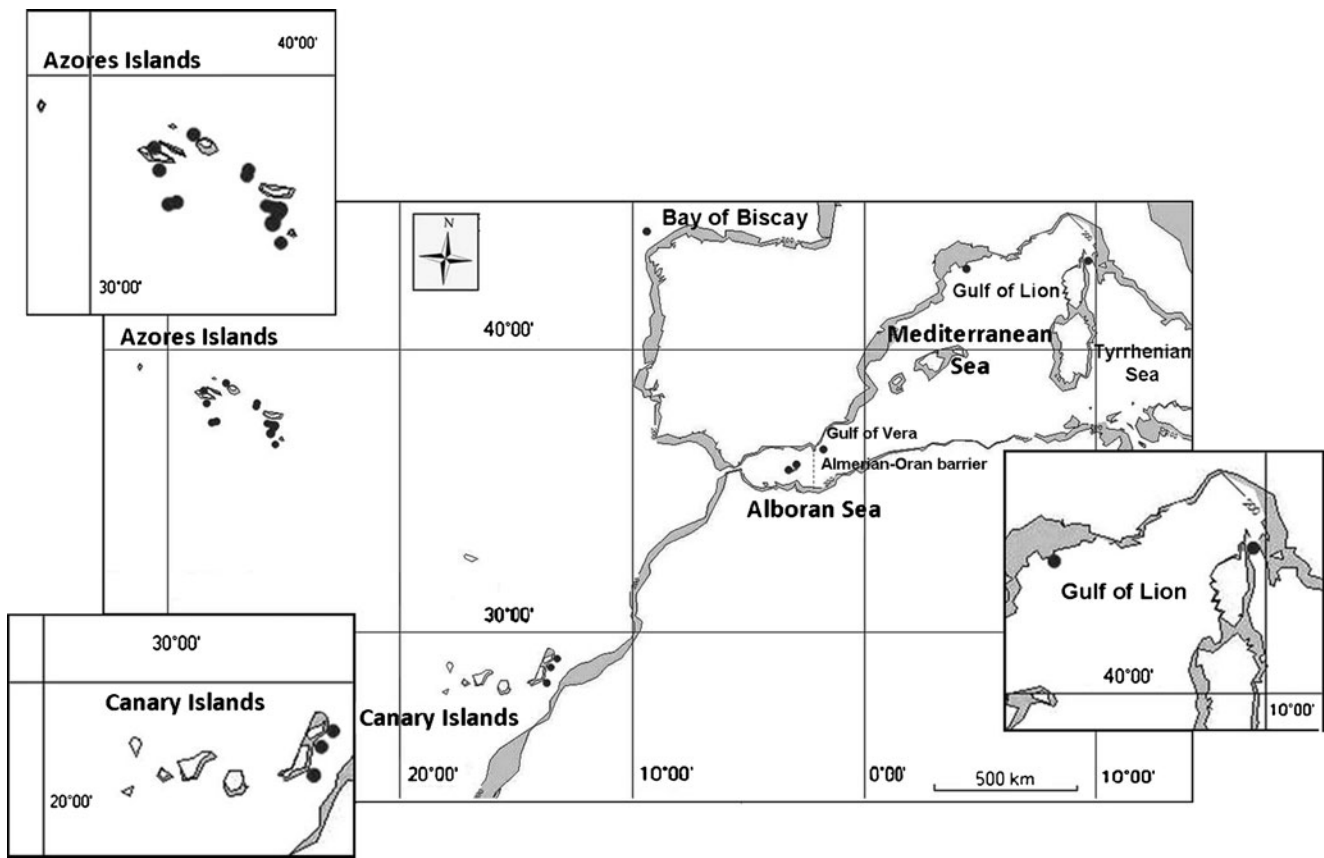 40°00'
Azores Islands
30°00'
N
Bay of Biscay
Gulf of Lion
Azores Islands
40°00'
Mediterranean
Sea
Tyrrhenian
Sea
Gulf of Vera
Almerian-Oran barrier
Alboran Sea
Gulf of Lion
40°00'
10°00'
30°00'
30°00'
Canary Islands
20°00'
Canary Islands
20°00'
10°00'
0°00'
500 km
10°00'